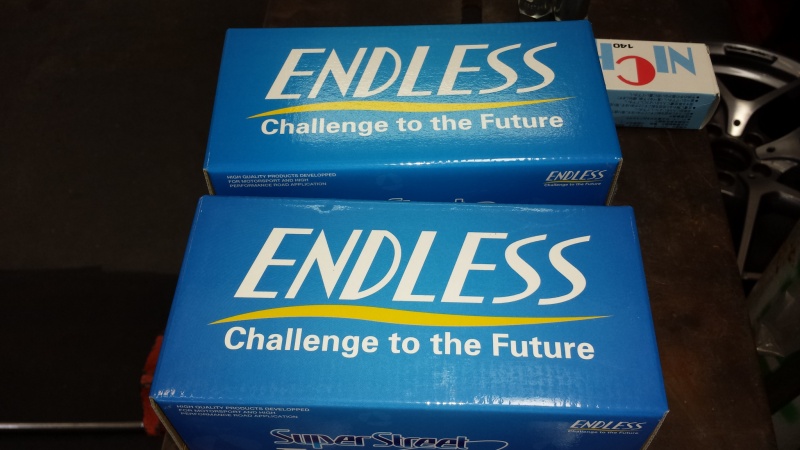 ENDLESS
Challenge to the Future
HIGH QUALITY PRODUCTS DEVELOPPED
FOR MOTORSPORT AND HIGH
PERFORMANCE ROAD APPLICATION
ENDLESS
Challenge to the Future
140
ENDLESS
Challenge to the Future
HIGH QUALITY PRODUCTS DEVELOPPED
FOR MOTORSPORT AND HIGH
PERFORMANCE ROAD APPLICATION.
ENDLESS
Challenge to the Future
Super Street